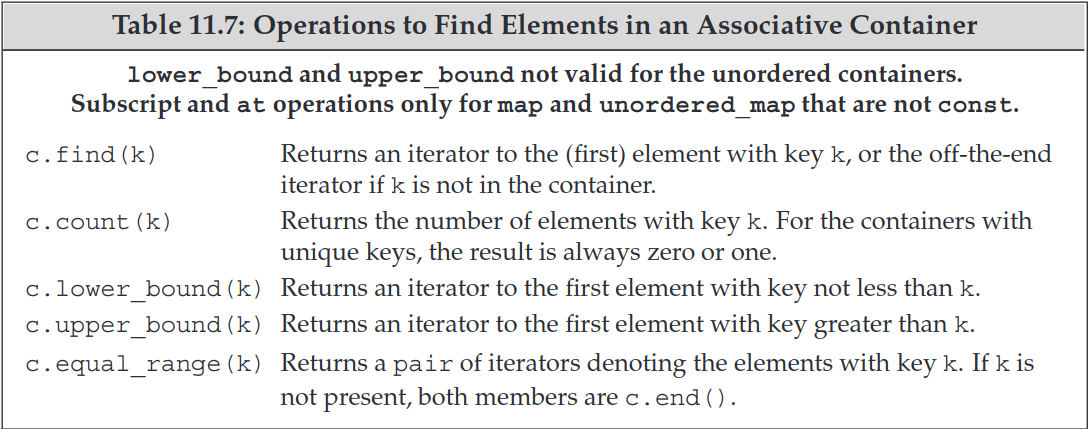 Table 11.7: Operations to Find Elements in an Associative Container
lower_bound and upper_bound not valid for the unordered containers.
Subscript and at operations only for map and unordered_map that are not const.
c.find(k) Returns an iterator to the (first) element with key k, or the off-the-end
iterator if k is not in the container.
c.count(k) Returns the number of elements with key k. For the containers with
unique keys, the result is always zero or one.
c.lower_bound(k) Returns an iterator to the first element with key not less than k.
c.upper_bound(k) Returns an iterator to the first element with key greater than k.
c.equal_range(k) Returns a pair of iterators denoting the elements with key k. If k is
not present, both members are c.end().